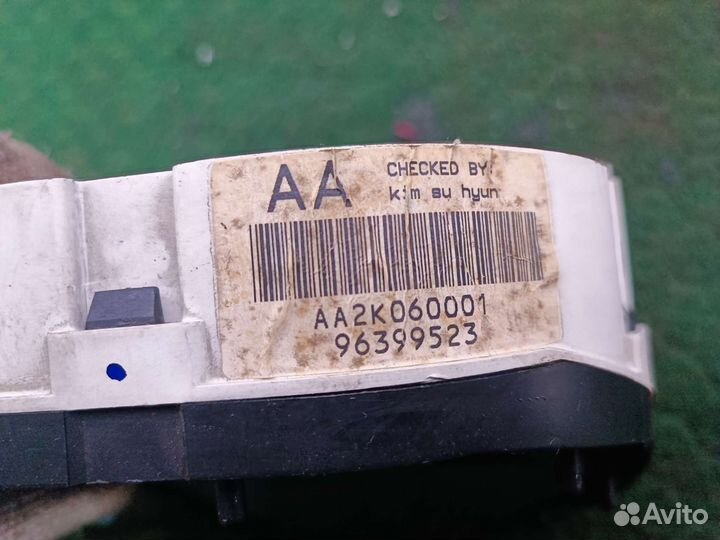 AA
CHECKED BY:
kim su hyun
AA2K060001
96399523
Avito